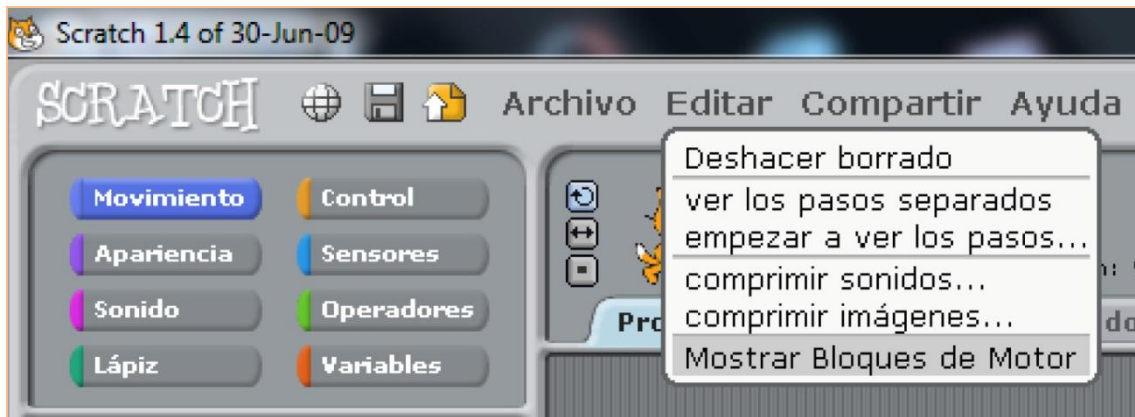 Scratch 1.4 of 30-Jun-09
SCRATCH Archivo Editar Compartir Ayuda
Deshacer borrado
ver los pasos separados
empezar a ver los pasos...
comprimir sonidos...
comprimir imágenes...
Mostrar Bloques de Motor
Movimiento Control
Apariencia Sensores
Sonido Operadores
Lápiz Variables